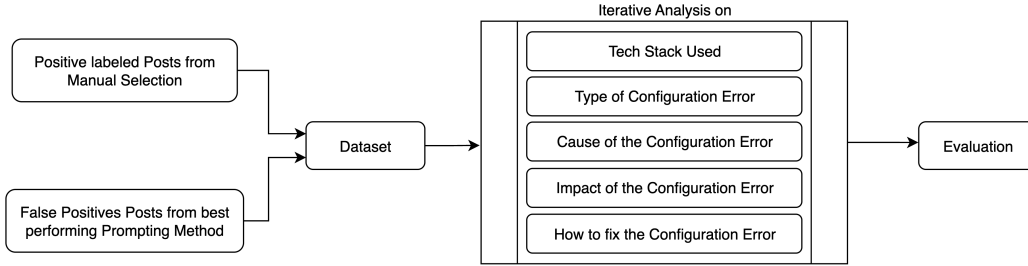 Positive labeled Posts from
Manual Selection
False Positives Posts from best
performing Prompting Method
Dataset
Iterative Analysis on
Tech Stack Used
Type of Configuration Error
Cause of the Configuration Error
Impact of the Configuration Error
How to fix the Configuration Error
Evaluation